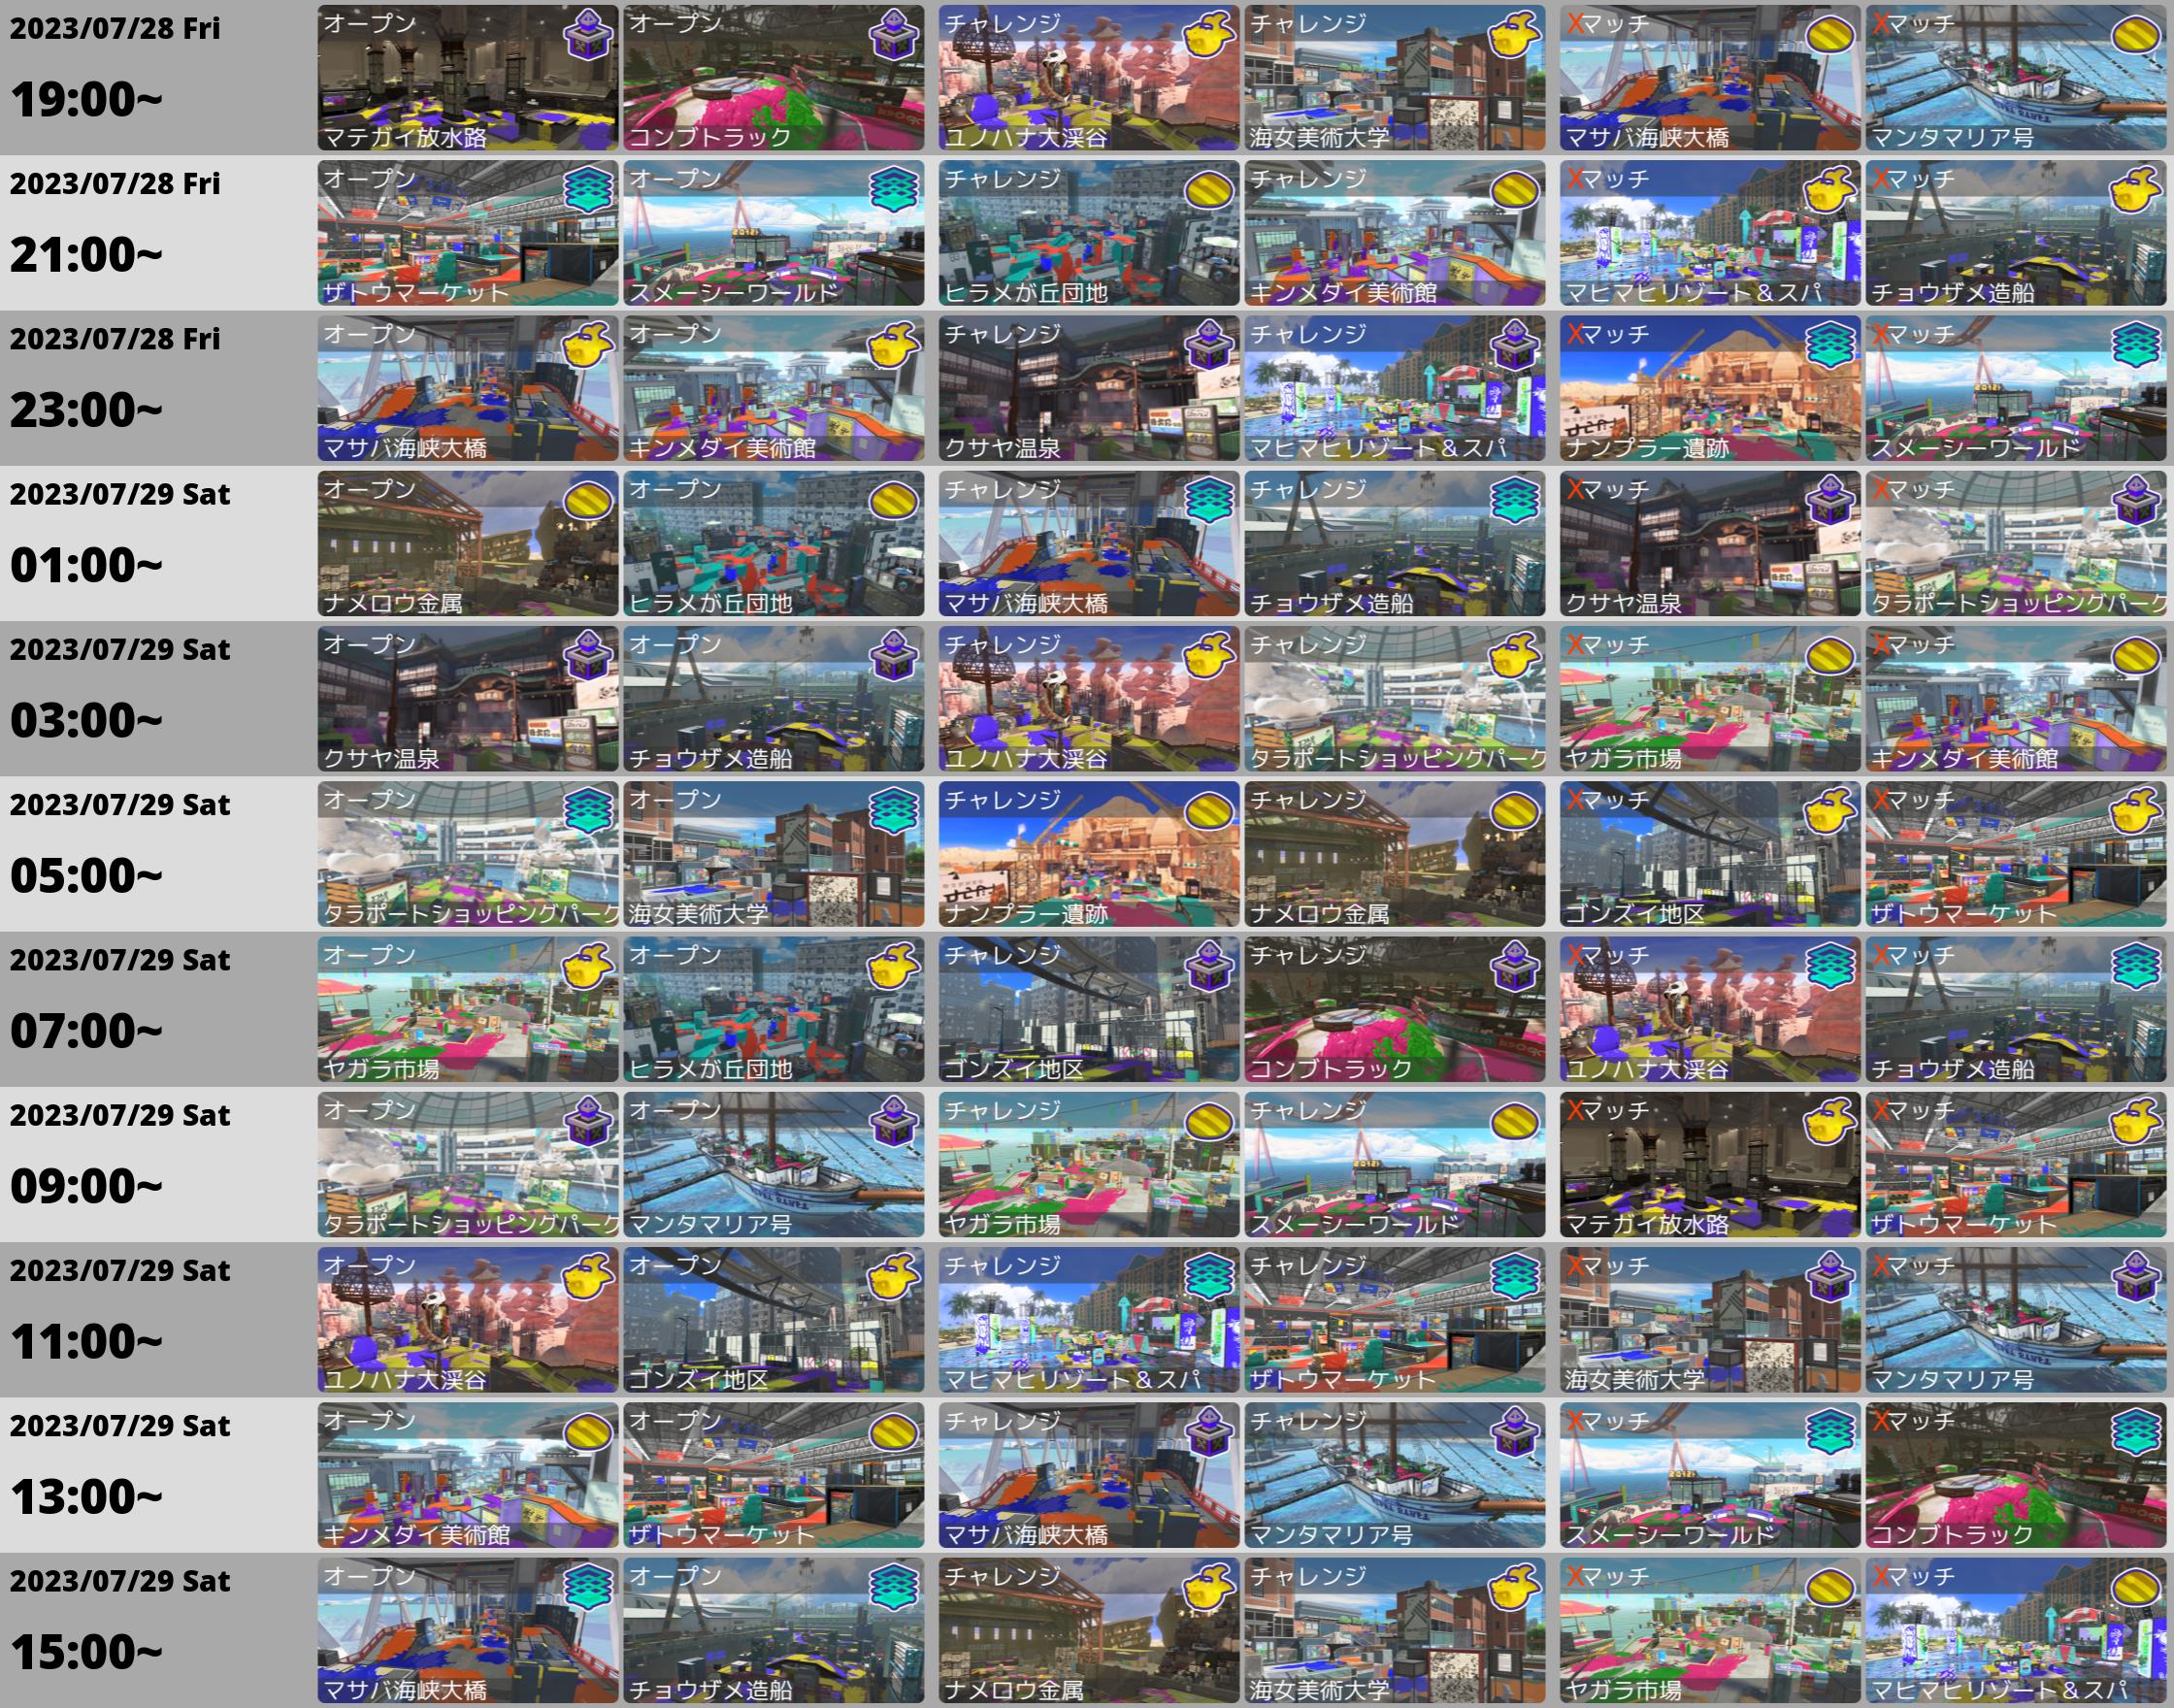 2023/07/28 Fri
19:00~
オープン
マテガイ放水路
オープン
コンブトラック
チャレンジ
ユノハナ大渓谷
チャレンジ
海女美術大学
Xマッチ
マサバ海峡大橋
Xマッチ
マンタマリア号
2023/07/28 Fri
21:00~
オープン
ザトウマーケット
オープン
スメーシーワールド
チャレンジ
ヒラメが丘団地
チャレンジ
キンメダイ美術館
Xマッチ
マヒマヒリゾート＆スパ
Xマッチ
チョウザメ造船
2023/07/28 Fri
23:00~
オープン
マサバ海峡大橋
オープン
キンメダイ美術館
チャレンジ
クサヤ温泉
チャレンジ
マヒマヒリゾート＆スパ
Xマッチ
ナンプラー遺跡
Xマッチ
スメーシーワールド
2023/07/29 Sat
01:00~
オープン
ナメロウ金属
オープン
ヒラメが丘団地
チャレンジ
マサバ海峡大橋
チャレンジ
チョウザメ造船
Xマッチ
クサヤ温泉
Xマッチ
タラポートショッピングパーク
2023/07/29 Sat
03:00~
オープン
クサヤ温泉
オープン
チョウザメ造船
チャレンジ
ユノハナ大渓谷
チャレンジ
タラポートショッピングパーク
Xマッチ
ヤガラ市場
Xマッチ
キンメダイ美術館
2023/07/29 Sat
05:00~
オープン
タラポートショッピングパーク
オープン
海女美術大学
チャレンジ
ナンプラー遺跡
チャレンジ
ナメロウ金属
Xマッチ
ゴンズイ地区
Xマッチ
ザトウマーケット
2023/07/29 Sat
07:00~
オープン
ヤガラ市場
オープン
ヒラメが丘団地
チャレンジ
ゴンズイ地区
チャレンジ
コンブトラック
Xマッチ
ユノハナ大渓谷
Xマッチ
チョウザメ造船
2023/07/29 Sat
09:00~
オープン
タラポートショッピングパーク
オープン
マンタマリア号
チャレンジ
ヤガラ市場
チャレンジ
スメーシーワールド
Xマッチ
マテガイ放水路
Xマッチ
ザトウマーケット
2023/07/29 Sat
11:00~
オープン
ユノハナ大渓谷
オープン
ゴンズイ地区
チャレンジ
マヒマヒリゾート＆スパ
チャレンジ
ザトウマーケット
Xマッチ
海女美術大学
Xマッチ
マンタマリア号
2023/07/29 Sat
13:00~
オープン
キンメダイ美術館
オープン
ザトウマーケット
チャレンジ
マサバ海峡大橋
チャレンジ
マンタマリア号
Xマッチ
スメーシーワールド
Xマッチ
コンブトラック
2023/07/29 Sat
15:00~
オープン
マサバ海峡大橋
オープン
チョウザメ造船
チャレンジ
ナメロウ金属
チャレンジ
海女美術大学
Xマッチ
ヤガラ市場
Xマッチ
マヒマヒリゾート＆スパ